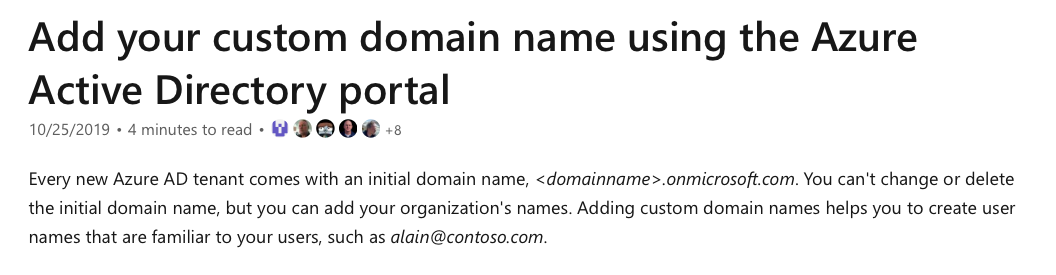 Add your custom domain name using the Azure
Active Directory portal
10/25/2019 • 4 minutes to read • +8
Every new Azure AD tenant comes with an initial domain name, <domainname>.onmicrosoft.com. You can't change or delete
the initial domain name, but you can add your organization's names. Adding custom domain names helps you to create user
names that are familiar to your users, such as alain@contoso.com.